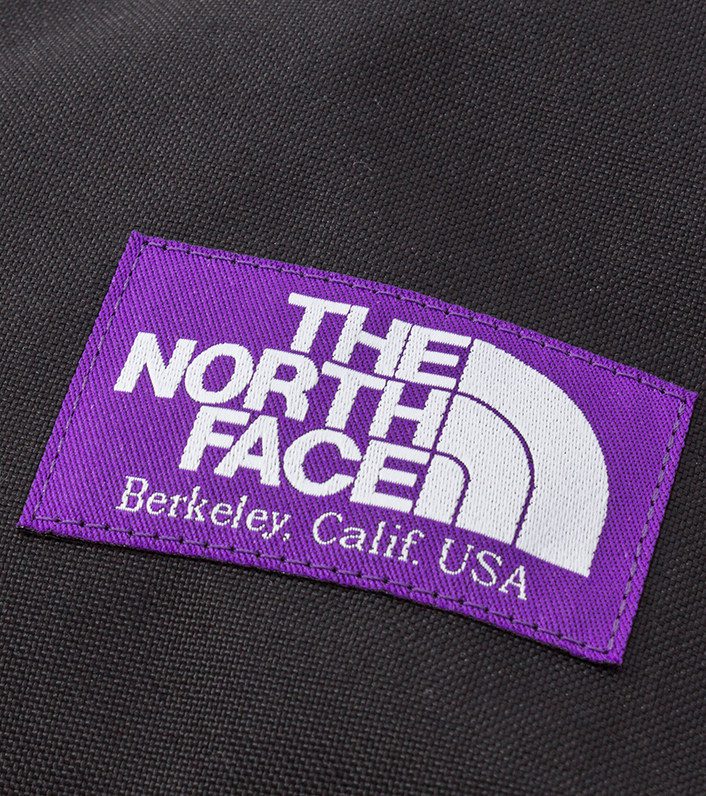 THE
NORTH
FACE
Berkeley, Calif. USA